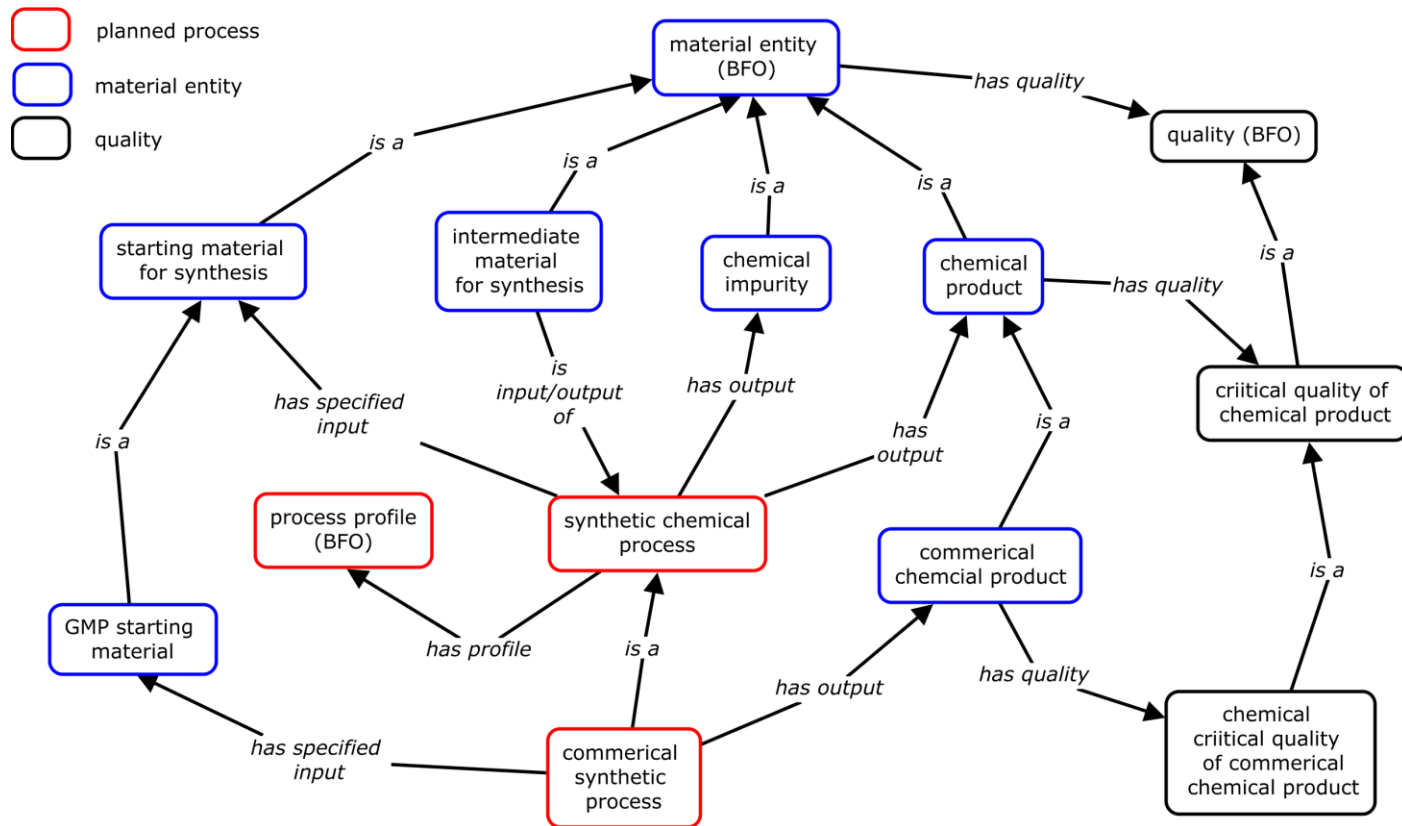 planned process
material entity
quality
material entity
(BFO)
has quality
quality (BFO)
is a
is a
is a
is a
starting material
for synthesis
intermediate
material
for synthesis
chemical
impurity
chemical
product
has quality
is a
is
input/output
of
has output
has specified
input
criitical quality of
chemical product
is a
has
output
is a
process profile
(BFO)
synthetic chemical
process
commerical
chemcial product
is a
GMP starting
material
has profile
is a
has output
has quality
has specified
input
commerical
synthetic
process
chemical
criitical quality
of commerical
chemical product